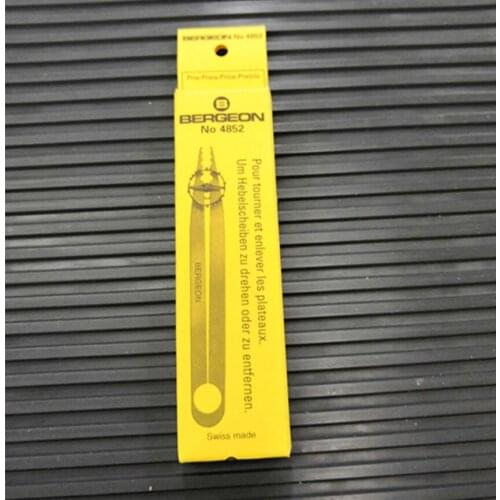 BERGEON No 4852
Prix-Preis-Price-Precio
B
BERGEON
No 4852
Pour tourner et enlever les plateaux.
Um Hebelscheiben zu drehen oder zu entfernen.
BERGEON
Swiss made